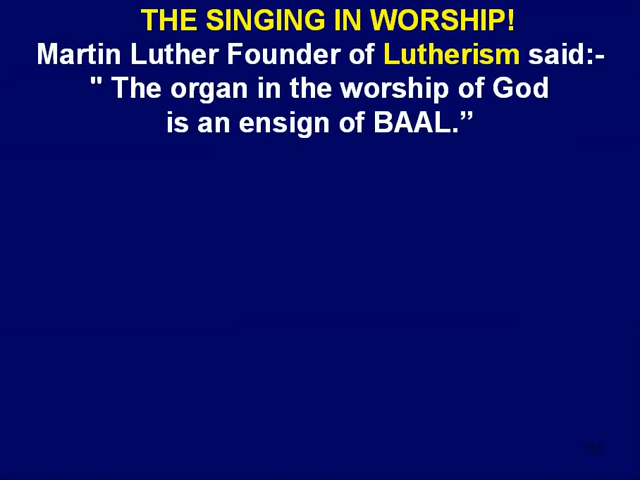 THE SINGING IN WORSHIP!
Martin Luther Founder of Lutherism said:-
" The organ in the worship of God
is an ensign of BAAL.”